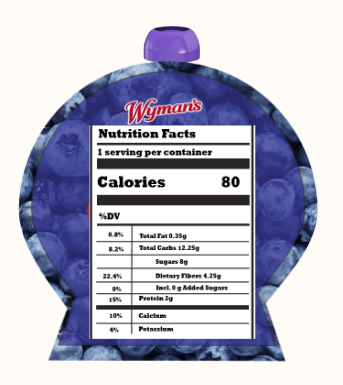 Wyman's
Nutrition Facts
1 serving per container
Calories 80
%DV
0.8% Total Fat 0.35g
8.2% Total Carbs 12.25g
Sugars 8g
22.4% Dietary Fibers 4.25g
0% Incl. 0 g Added Sugars
15% Protein 2g
10% Calcium
4% Potassium